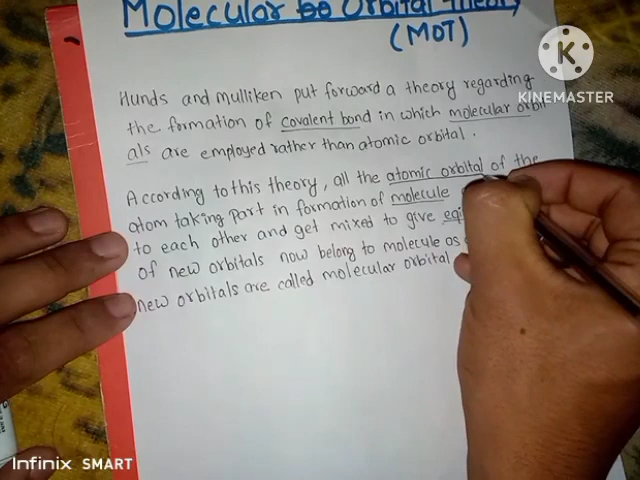 Molecular Orbital Theory
(MOT)
K
KINEMASTER
Hunds and mulliken put forward a theory regarding
the formation of covalent bond in which molecular orbit
als are employed rather than atomic orbital.
According to this theory, all the atomic orbital of the
atom taking part in formation of molecule
to each other and get mixed to give
of new orbitals now belong to molecule as
new orbitals are called molecular orbital
Infinix SMART